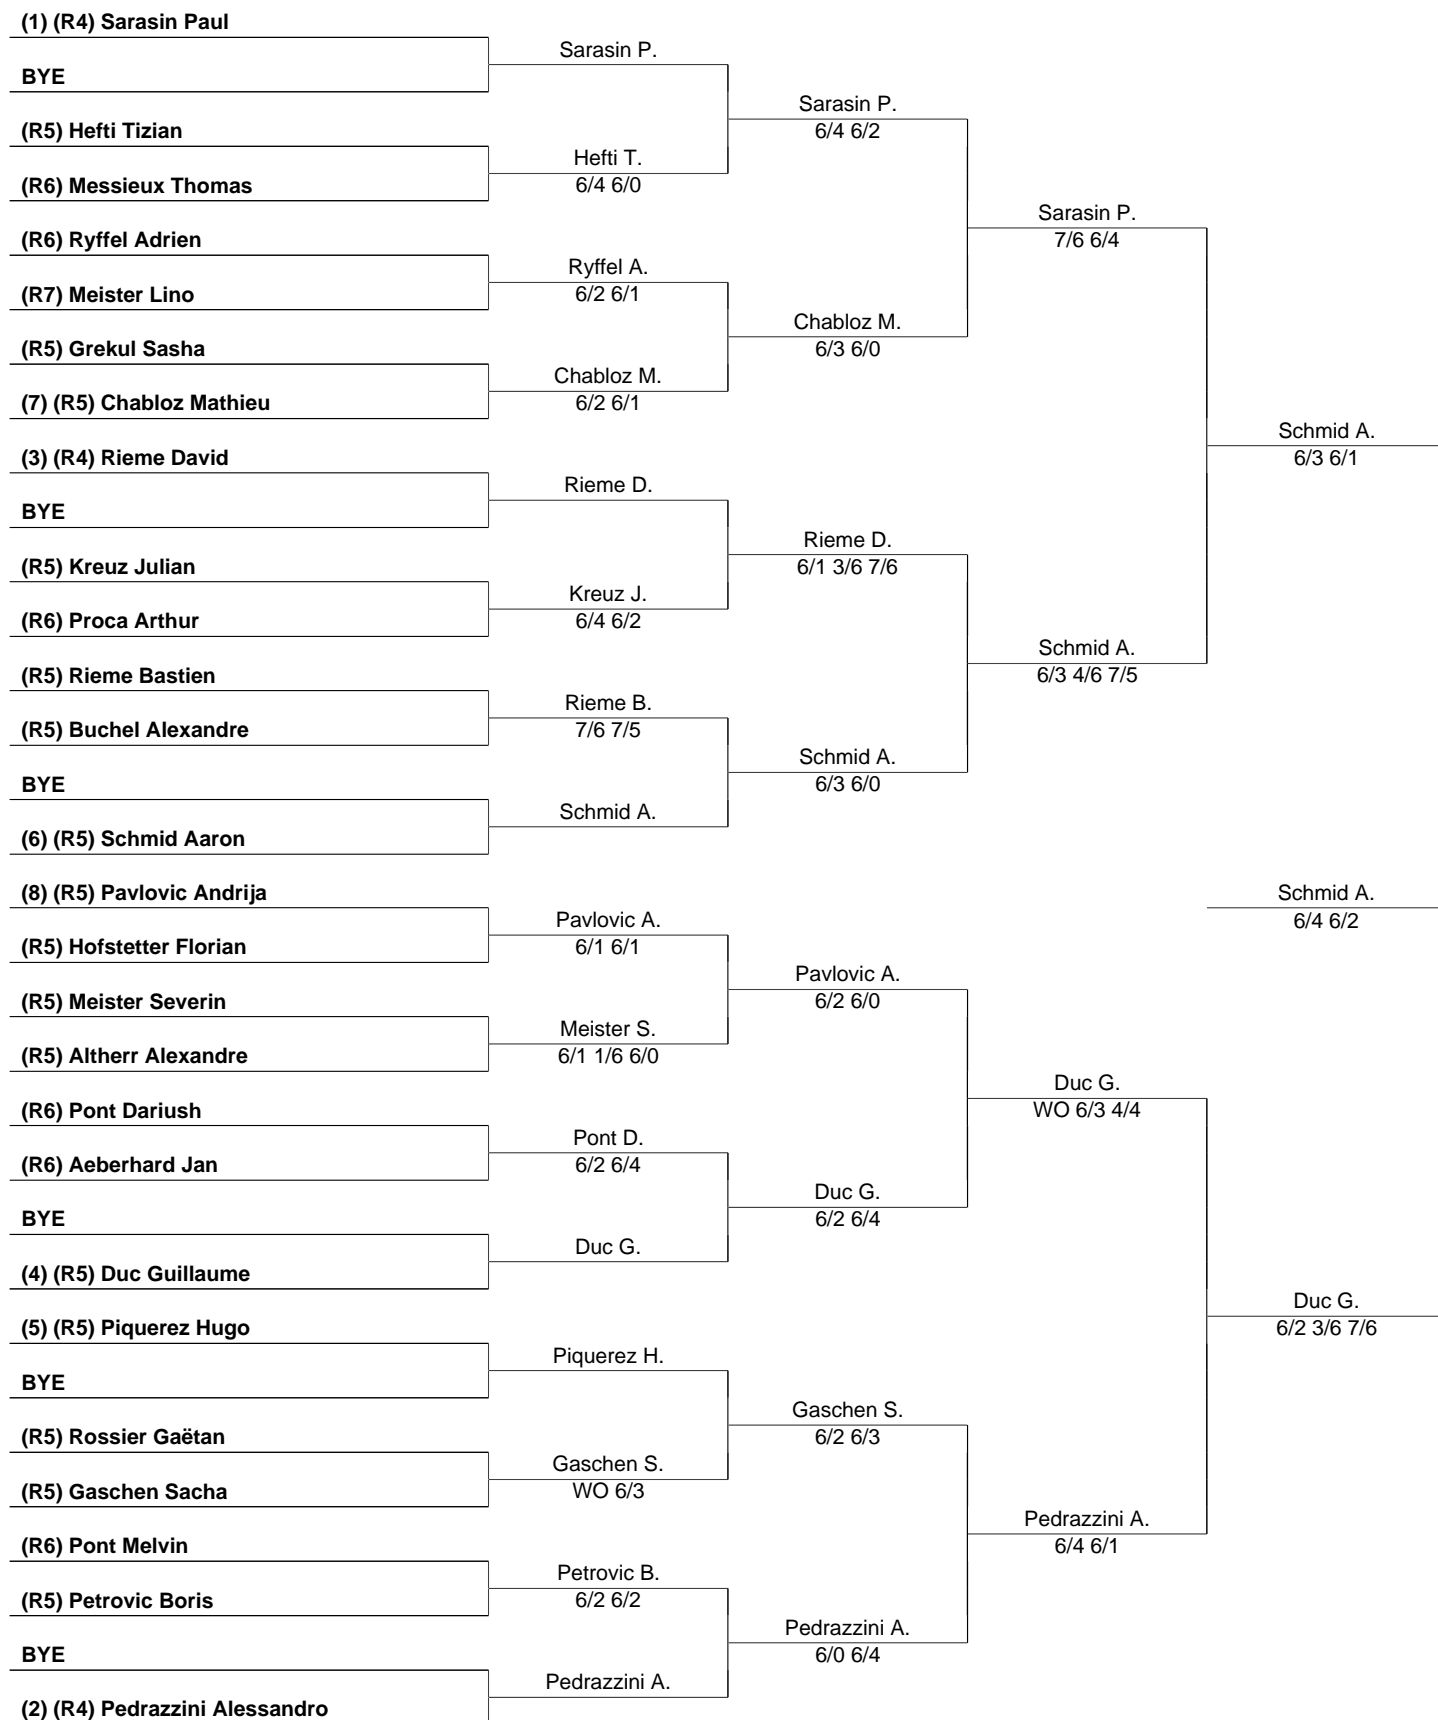 (1) (R4) Sarasin Paul
BYE
(R5) Hefti Tizian
(R6) Messieux Thomas
(R6) Ryffel Adrien
(R7) Meister Lino
(R5) Grekul Sasha
(7) (R5) Chabloz Mathieu
(3) (R4) Rieme David
BYE
(R5) Kreuz Julian
(R6) Proca Arthur
(R5) Rieme Bastien
(R5) Buchel Alexandre
BYE
(6) (R5) Schmid Aaron
(8) (R5) Pavlovic Andrija
(R5) Hofstetter Florian
(R5) Meister Severin
(R5) Altherr Alexandre
(R6) Pont Dariush
(R6) Aeberhard Jan
BYE
(4) (R5) Duc Guillaume
(5) (R5) Piquerez Hugo
BYE
(R5) Rossier Gaëtan
(R5) Gaschen Sacha
(R6) Pont Melvin
(R5) Petrovic Boris
BYE
(2) (R4) Pedrazzini Alessandro
Sarasin P.
Hefti T.
6/4 6/0
Ryffel A.
6/2 6/1
Chabloz M.
6/2 6/1
Rieme D.
Kreuz J.
6/4 6/2
Rieme B.
7/6 7/5
Schmid A.
Pavlovic A.
6/1 6/1
Meister S.
6/1 1/6 6/0
Pont D.
6/2 6/4
Duc G.
Piquerez H.
Gaschen S.
WO 6/3
Petrovic B.
6/2 6/2
Pedrazzini A.
Sarasin P.
6/4 6/2
Chabloz M.
6/3 6/0
Rieme D.
6/1 3/6 7/6
Schmid A.
6/3 6/0
Pavlovic A.
6/2 6/0
Duc G.
6/2 6/4
Gaschen S.
6/2 6/3
Pedrazzini A.
6/0 6/4
Sarasin P.
7/6 6/4
Schmid A.
6/3 4/6 7/5
Duc G.
WO 6/3 4/4
Pedrazzini A.
6/4 6/1
Schmid A.
6/3 6/1
Schmid A.
6/4 6/2
Duc G.
6/2 3/6 7/6